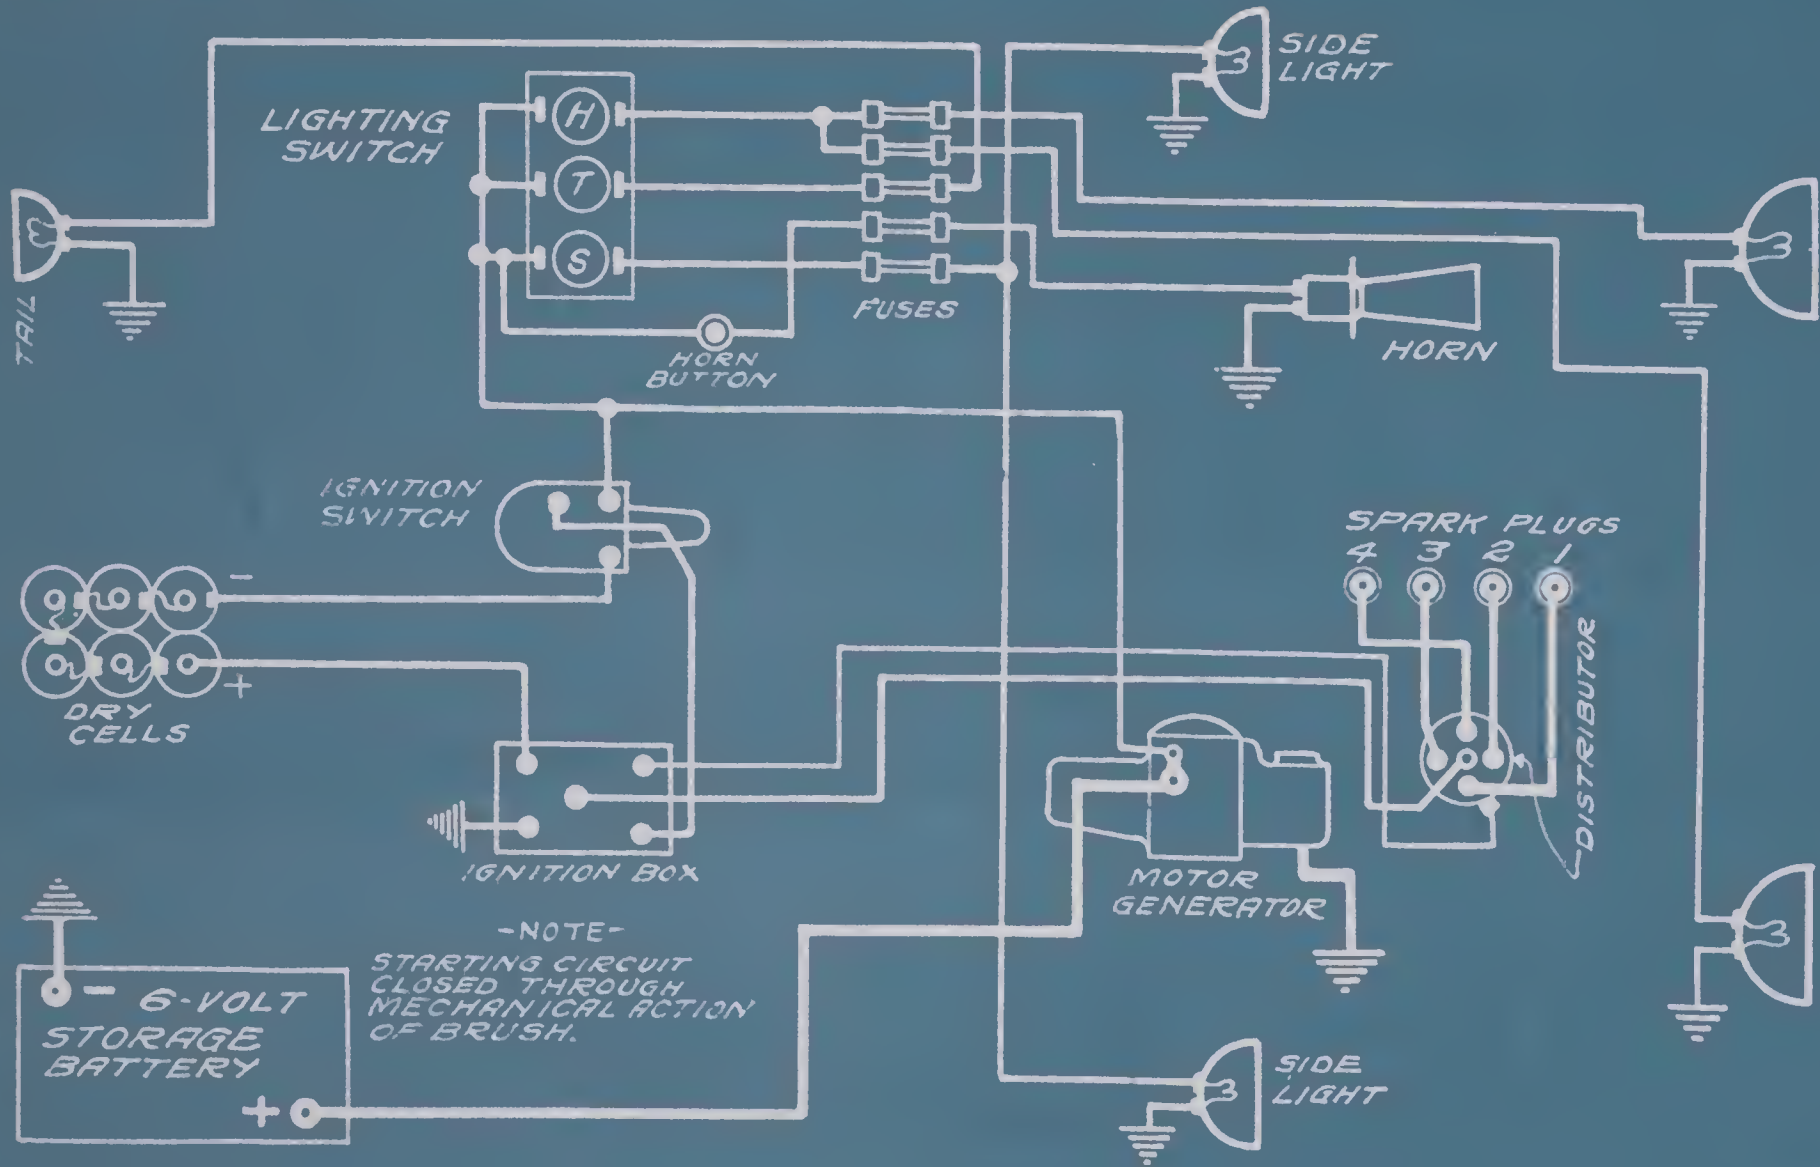 SIDE
LIGHT
LIGHTING
SWITCH
H
T
S
TAIL
FUSES
HORN
BUTTON
HORN
IGNITION
SWITCH
SPARK PLUGS
4 3 2 1
-
+
DRY
CELLS
DISTRIBUTOR
IGNITION BOX
MOTOR
GENERATOR
-NOTE-
STARTING CIRCUIT
CLOSED THROUGH
MECHANICAL ACTION
OF BRUSH.
- 6-VOLT
STORAGE
BATTERY
+
SIDE
LIGHT